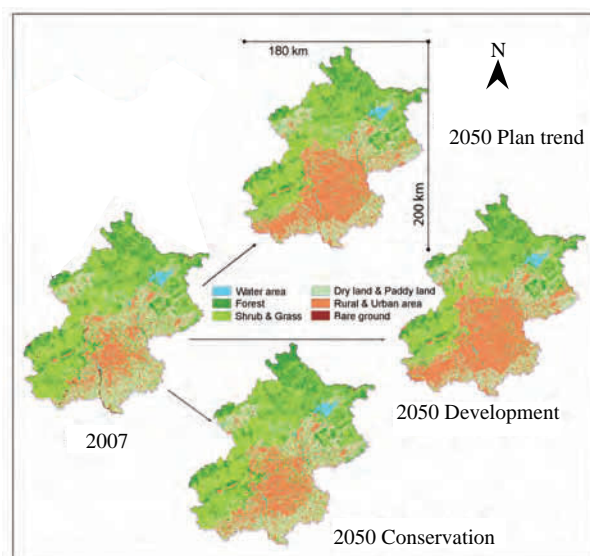 180 km
N
2050 Plan trend
200 km
Water area
Forest
Shrub & Grass
Dry land & Paddy land
Rural & Urban area
Rare ground
2007
2050 Development
2050 Conservation